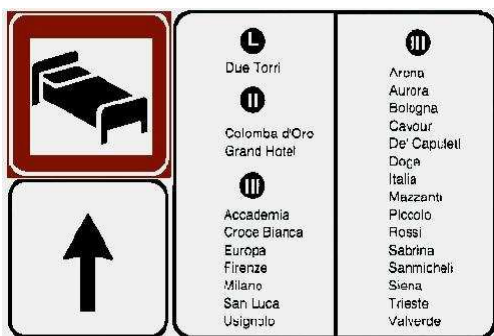 L
Due Torri
II
Colomba d'Oro
Grand Hotel
III
Accademia
Croce Bianca
Europa
Firenze
Milano
San Luca
Usignolo
III
Arena
Aurora
Bologna
Cavour
De' Capuleti
Doge
Italia
Mazzanti
Piccolo
Rossi
Sabrina
Sanmicheli
Siena
Trieste
Valverde